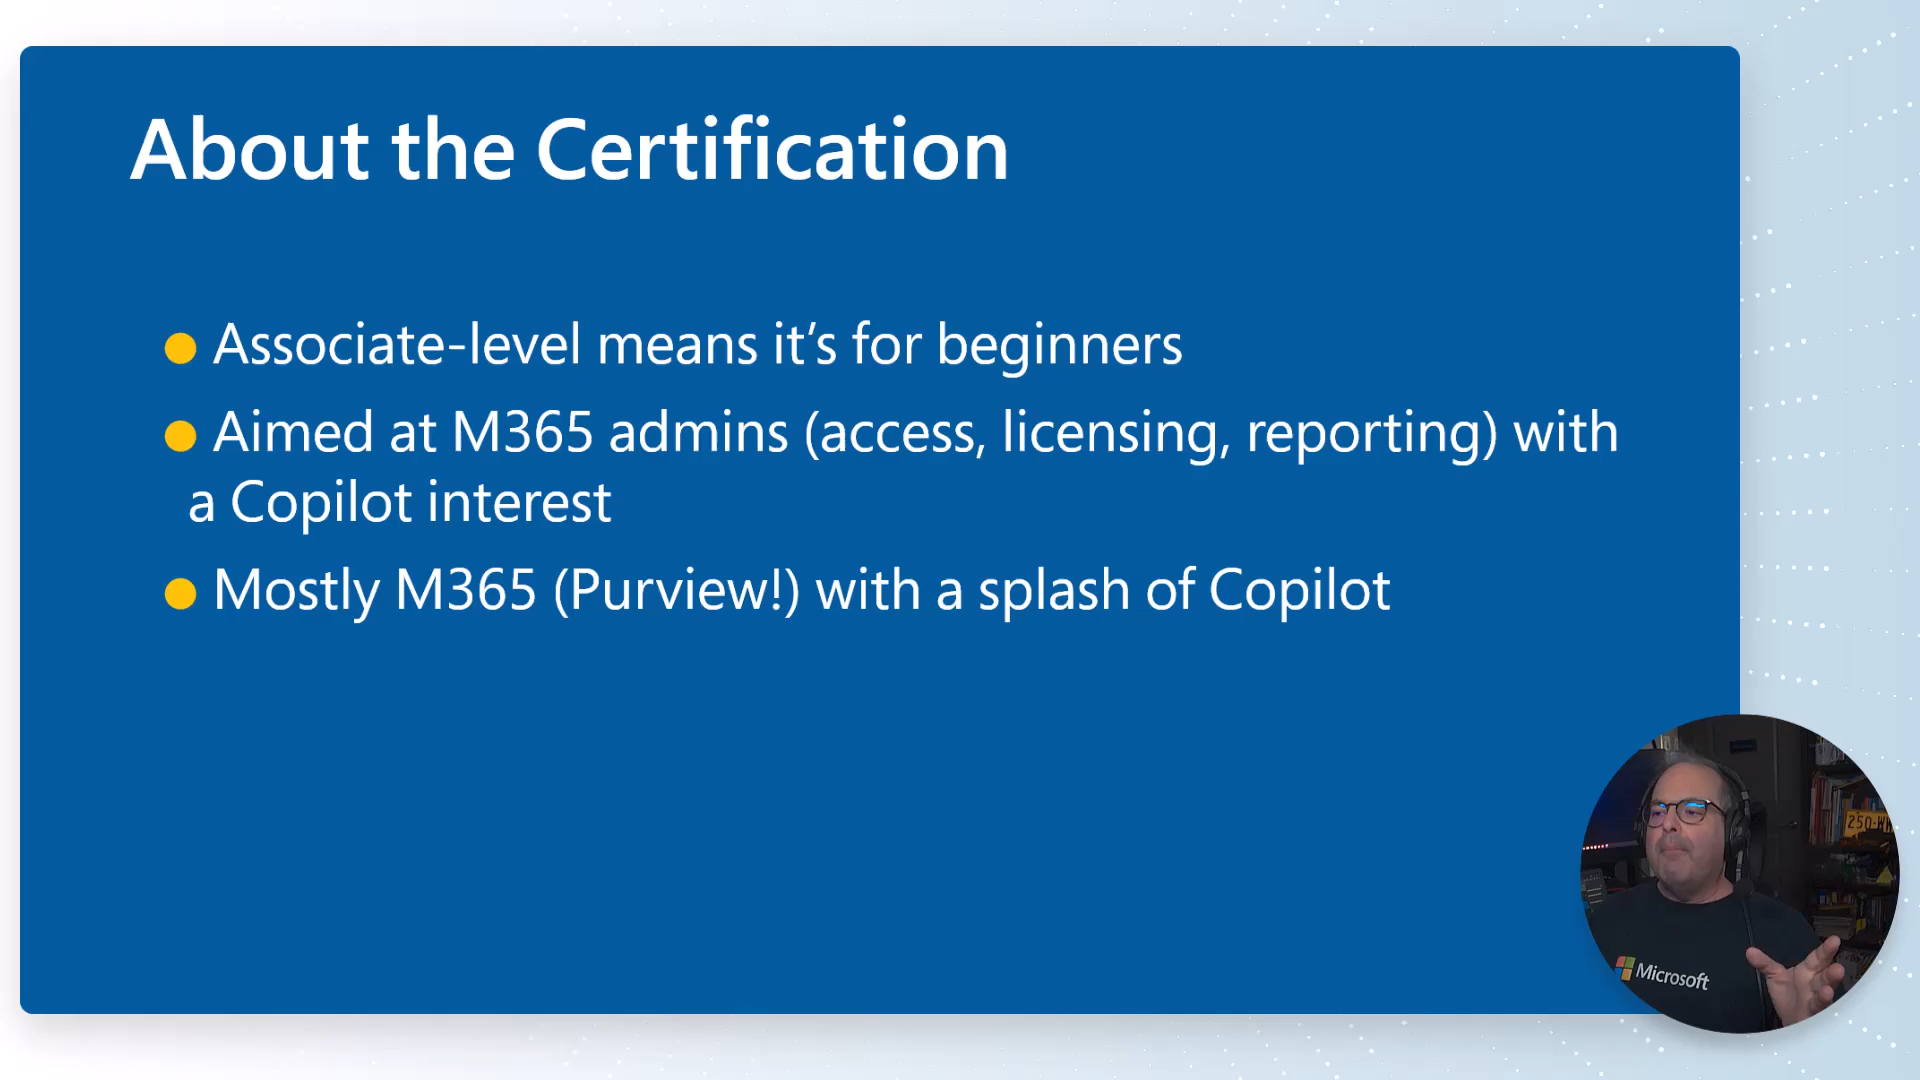 About the Certification
Associate-level means it’s for beginners
Aimed at M365 admins (access, licensing, reporting) with
a Copilot interest
Mostly M365 (Purview!) with a splash of Copilot
250-W
Microsoft